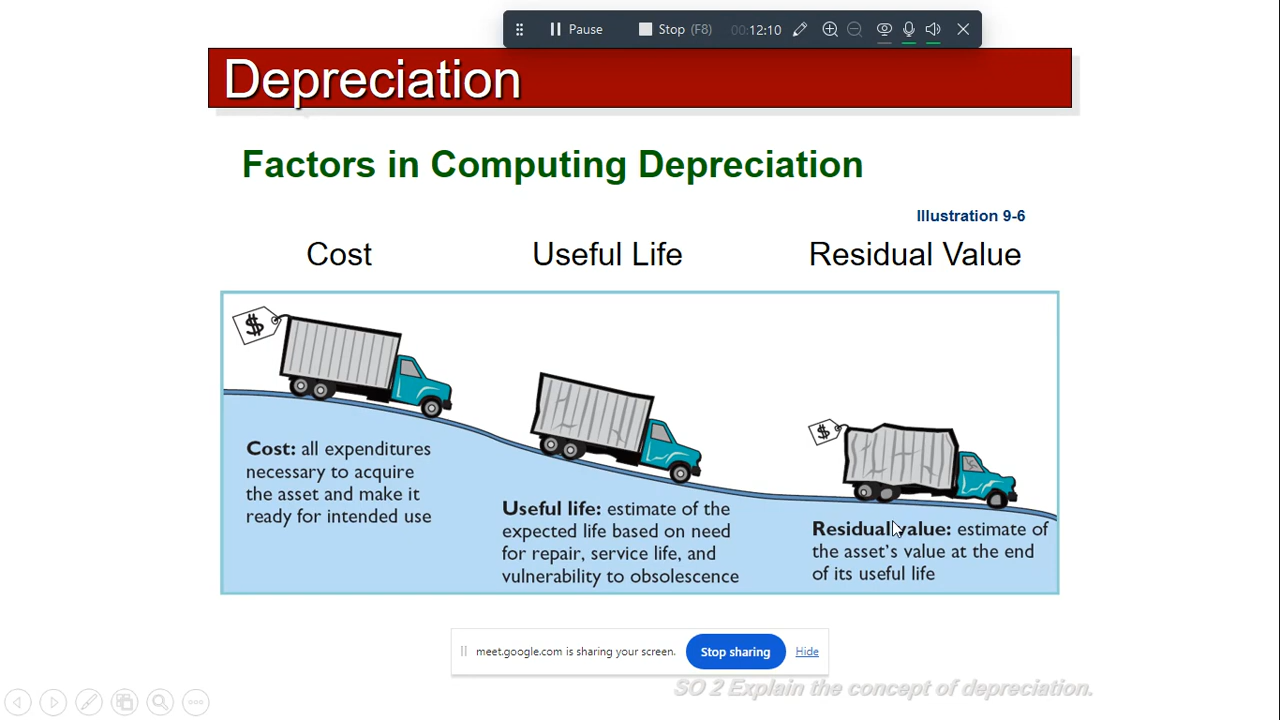 Pause
Stop (F8)
00:12:10
Depreciation
Factors in Computing Depreciation
Illustration 9-6
Cost
Useful Life
Residual Value
$
$
Cost: all expenditures
necessary to acquire
the asset and make it
ready for intended use
Useful life: estimate of the
expected life based on need
for repair, service life, and
vulnerability to obsolescence
Residual value: estimate of
the asset's value at the end
of its useful life
meet.google.com is sharing your screen.
Stop sharing
Hide
SO 2 Explain the concept of depreciation.